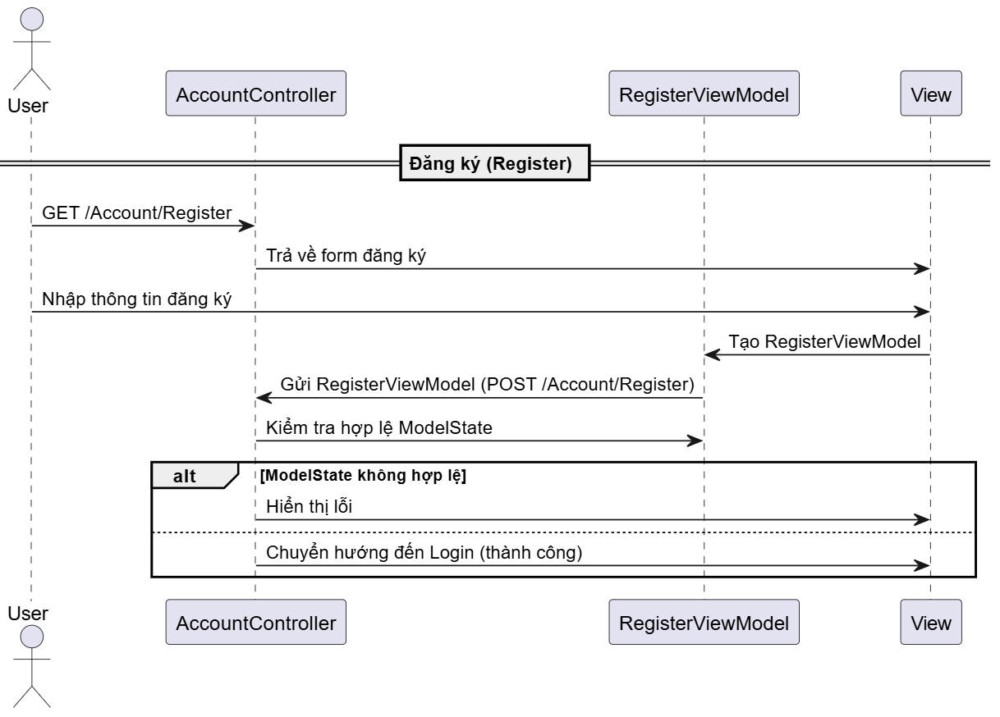 User
AccountController
RegisterViewModel
View
Đăng ký (Register)
GET /Account/Register
Trả về form đăng ký
Nhập thông tin đăng ký
Tạo RegisterViewModel
Gửi RegisterViewModel (POST /Account/Register)
Kiểm tra hợp lệ ModelState
alt
[ModelState không hợp lệ]
Hiển thị lỗi
Chuyển hướng đến Login (thành công)
User
AccountController
RegisterViewModel
View